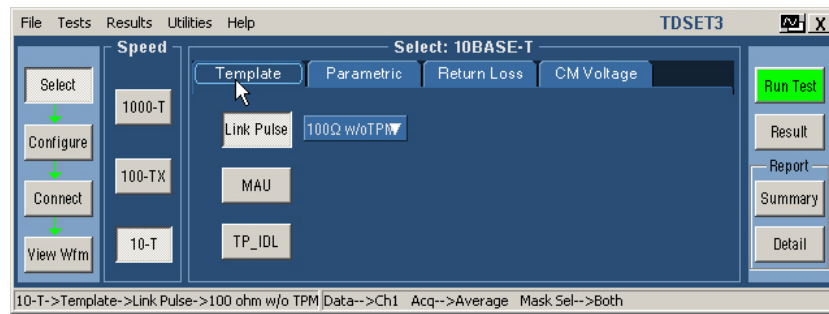 File Tests Results Utilities Help TDSET3 X
Speed
Select: 10BASE-T
Select
Configure
Connect
View Wfm
1000-T
100-TX
10-T
Template Parametric Return Loss CM Voltage
Link Pulse 100Ω w/oTPM
MAU
TP_IDL
Run Test
Result
Report
Summary
Detail
10-T->Template->Link Pulse->100 ohm w/o TPM Data-->Ch1 Acq-->Average Mask Sel-->Both